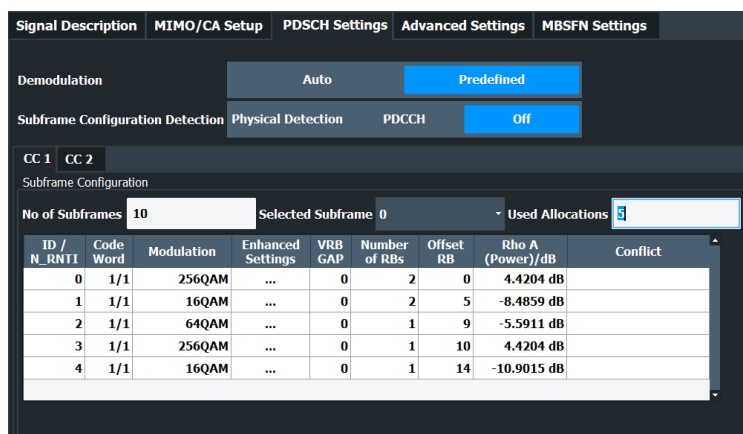 Signal Description MIMO/CA Setup PDSCH Settings Advanced Settings MBSFN Settings
Demodulation Auto Predefined
Subframe Configuration Detection Physical Detection PDCCH Off
CC 1 CC 2
Subframe Configuration
No of Subframes 10 Selected Subframe 0 Used Allocations 5
ID / N_RNTI Code Word Modulation Enhanced Settings VRB GAP Number of RBs Offset RB Rho A (Power)/dB Conflict
0 1/1 256QAM ... 0 2 0 4.4204 dB
1 1/1 16QAM ... 0 2 5 -8.4859 dB
2 1/1 64QAM ... 0 1 9 -5.5911 dB
3 1/1 256QAM ... 0 1 10 4.4204 dB
4 1/1 16QAM ... 0 1 14 -10.9015 dB